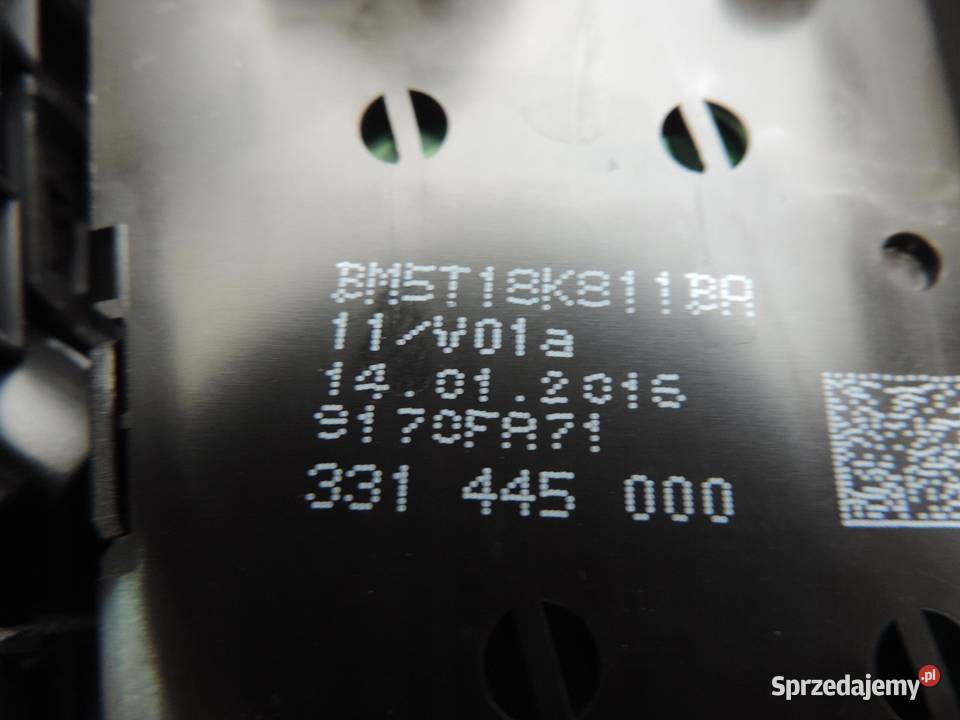 BM5T18K811BA
11/V01a
14.01.2016
9170FA71
331 445 000
Sprzedajemy.pl